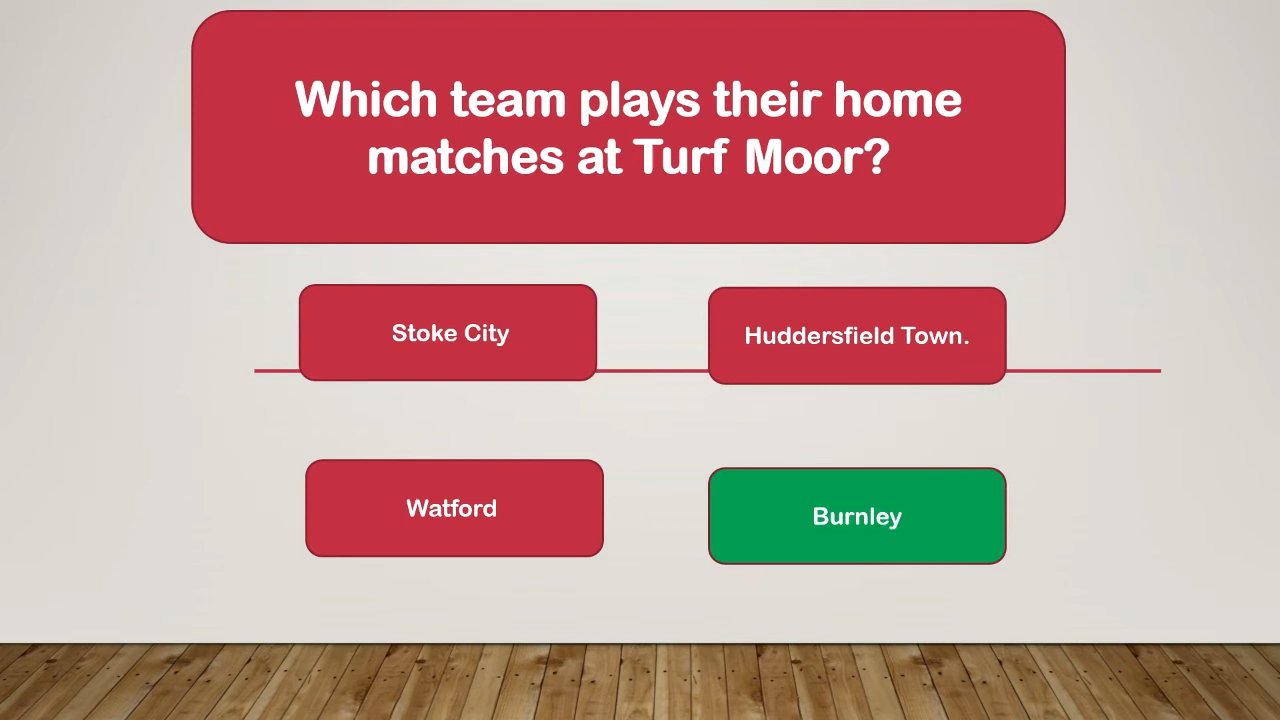 Which team plays their home
matches at Turf Moor?
Stoke City
Huddersfield Town.
Watford
Burnley